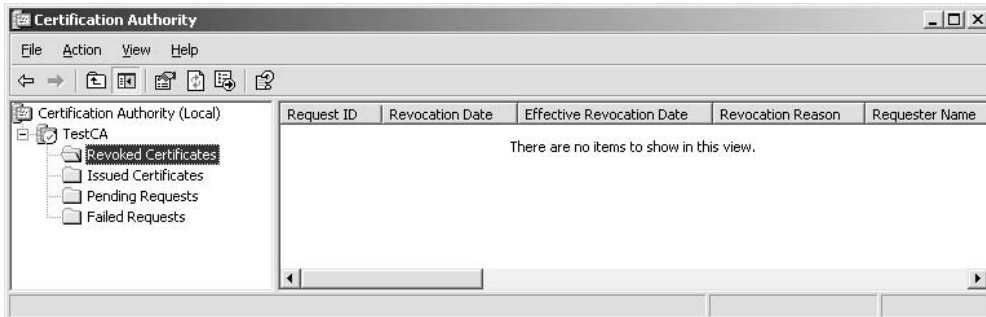 Certification Authority
File Action View Help
Certification Authority (Local)
TestCA
Revoked Certificates
Issued Certificates
Pending Requests
Failed Requests
Request ID Revocation Date Effective Revocation Date Revocation Reason Requester Name
There are no items to show in this view.